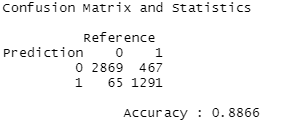 Confusion Matrix and Statistics
Reference
Prediction 0 1
0 2869 467
1 65 1291
Accuracy : 0.8866